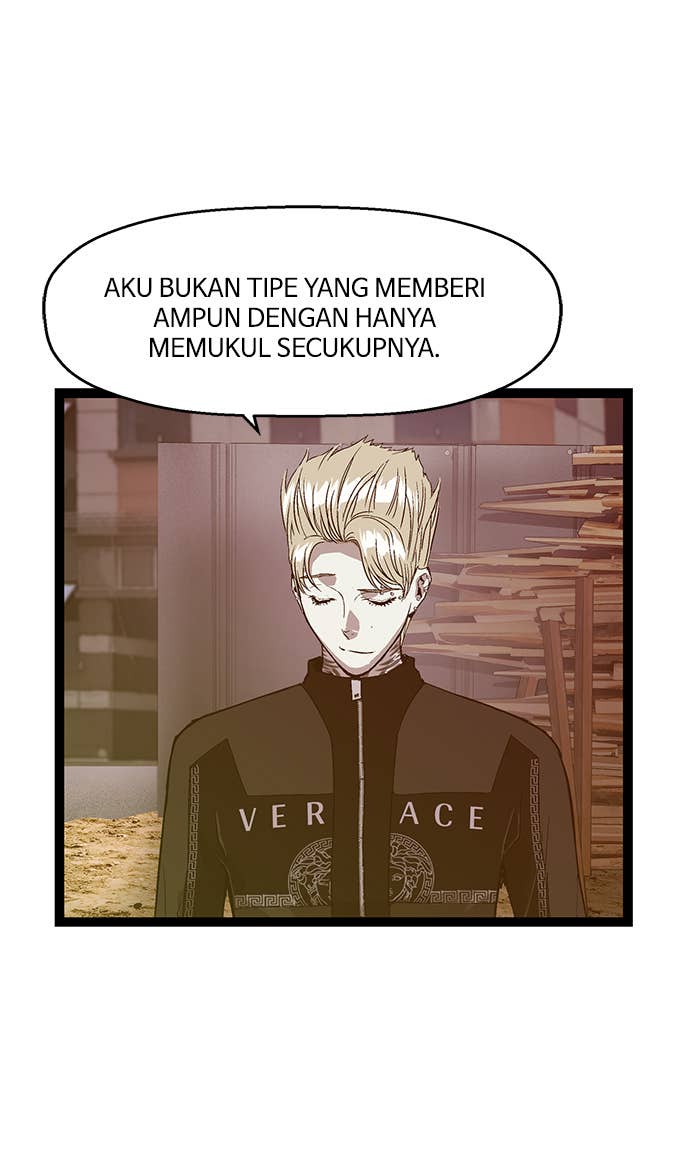 AKU BUKAN TIPE YANG MEMBERI
AMPUN DENGAN HANYA
MEMUKUL SECUKUPNYA.
VER ACE